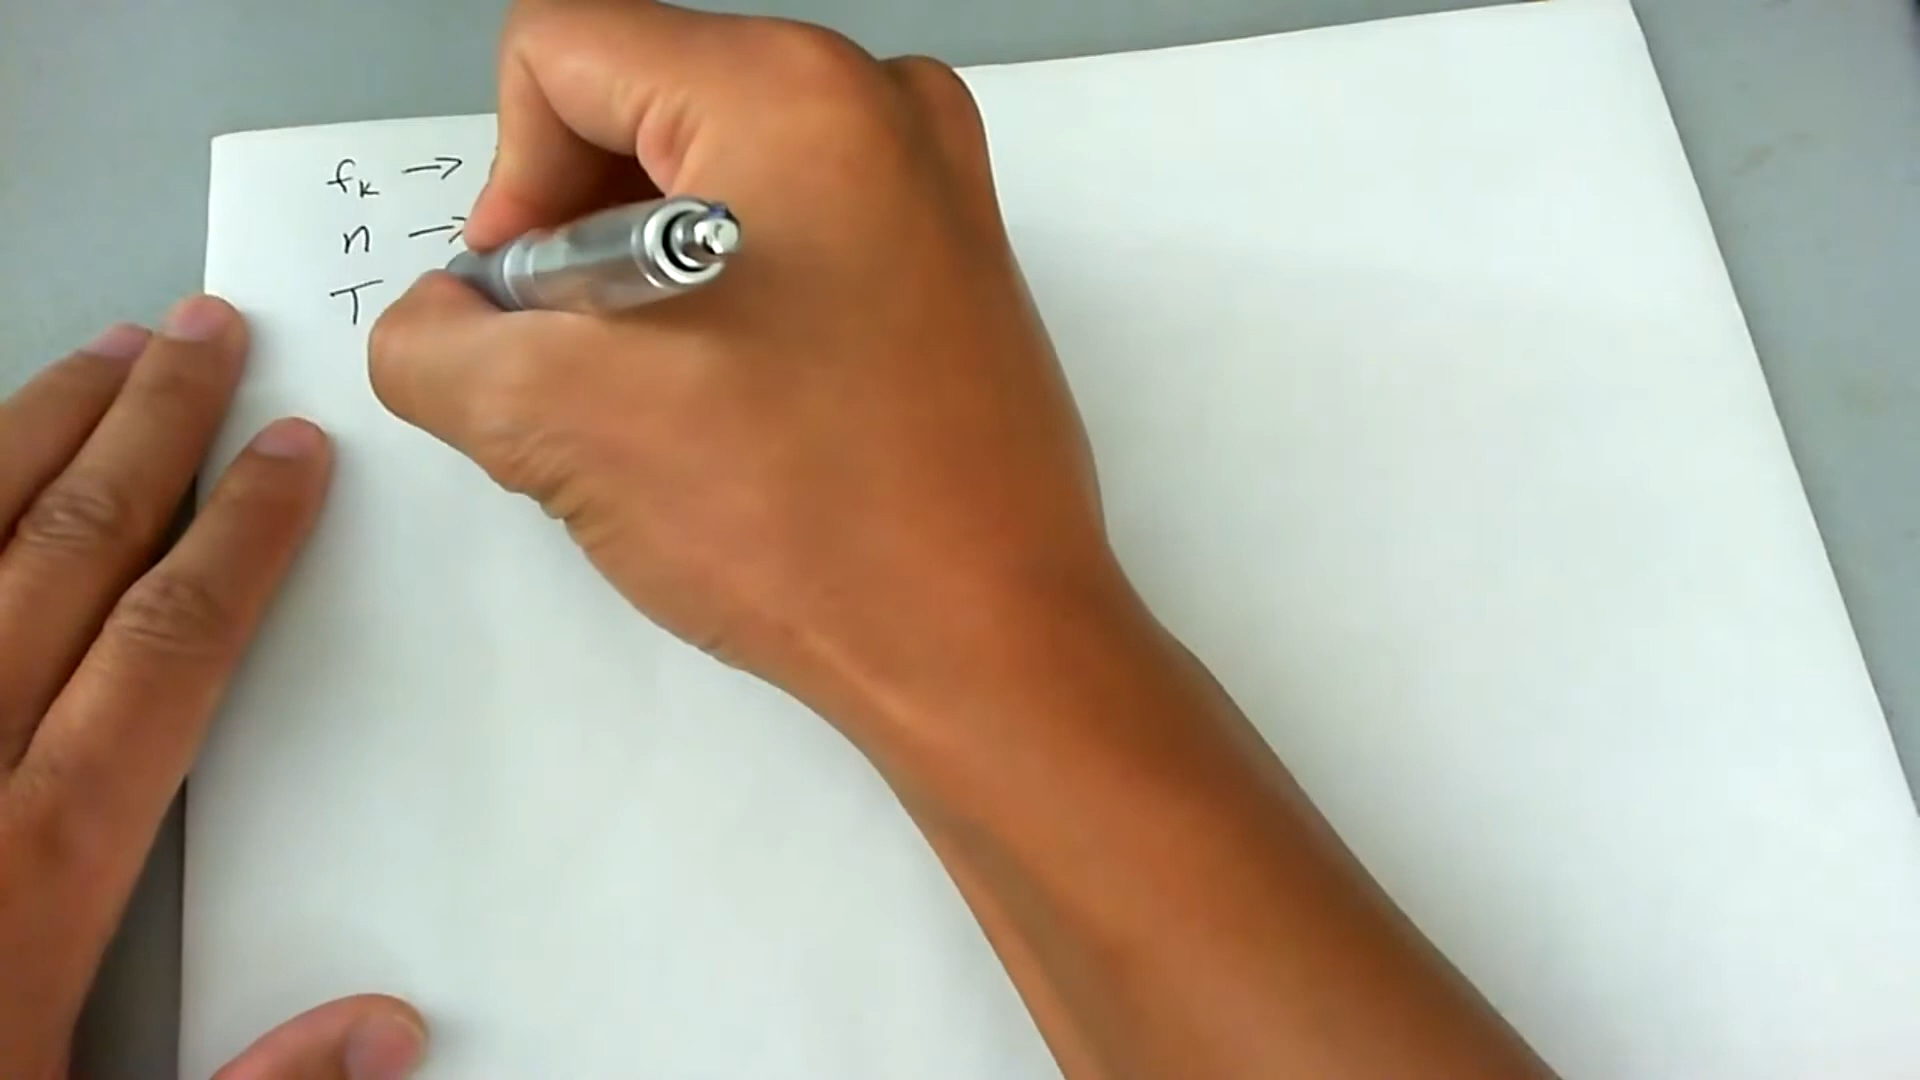 fₖ →
n →
T